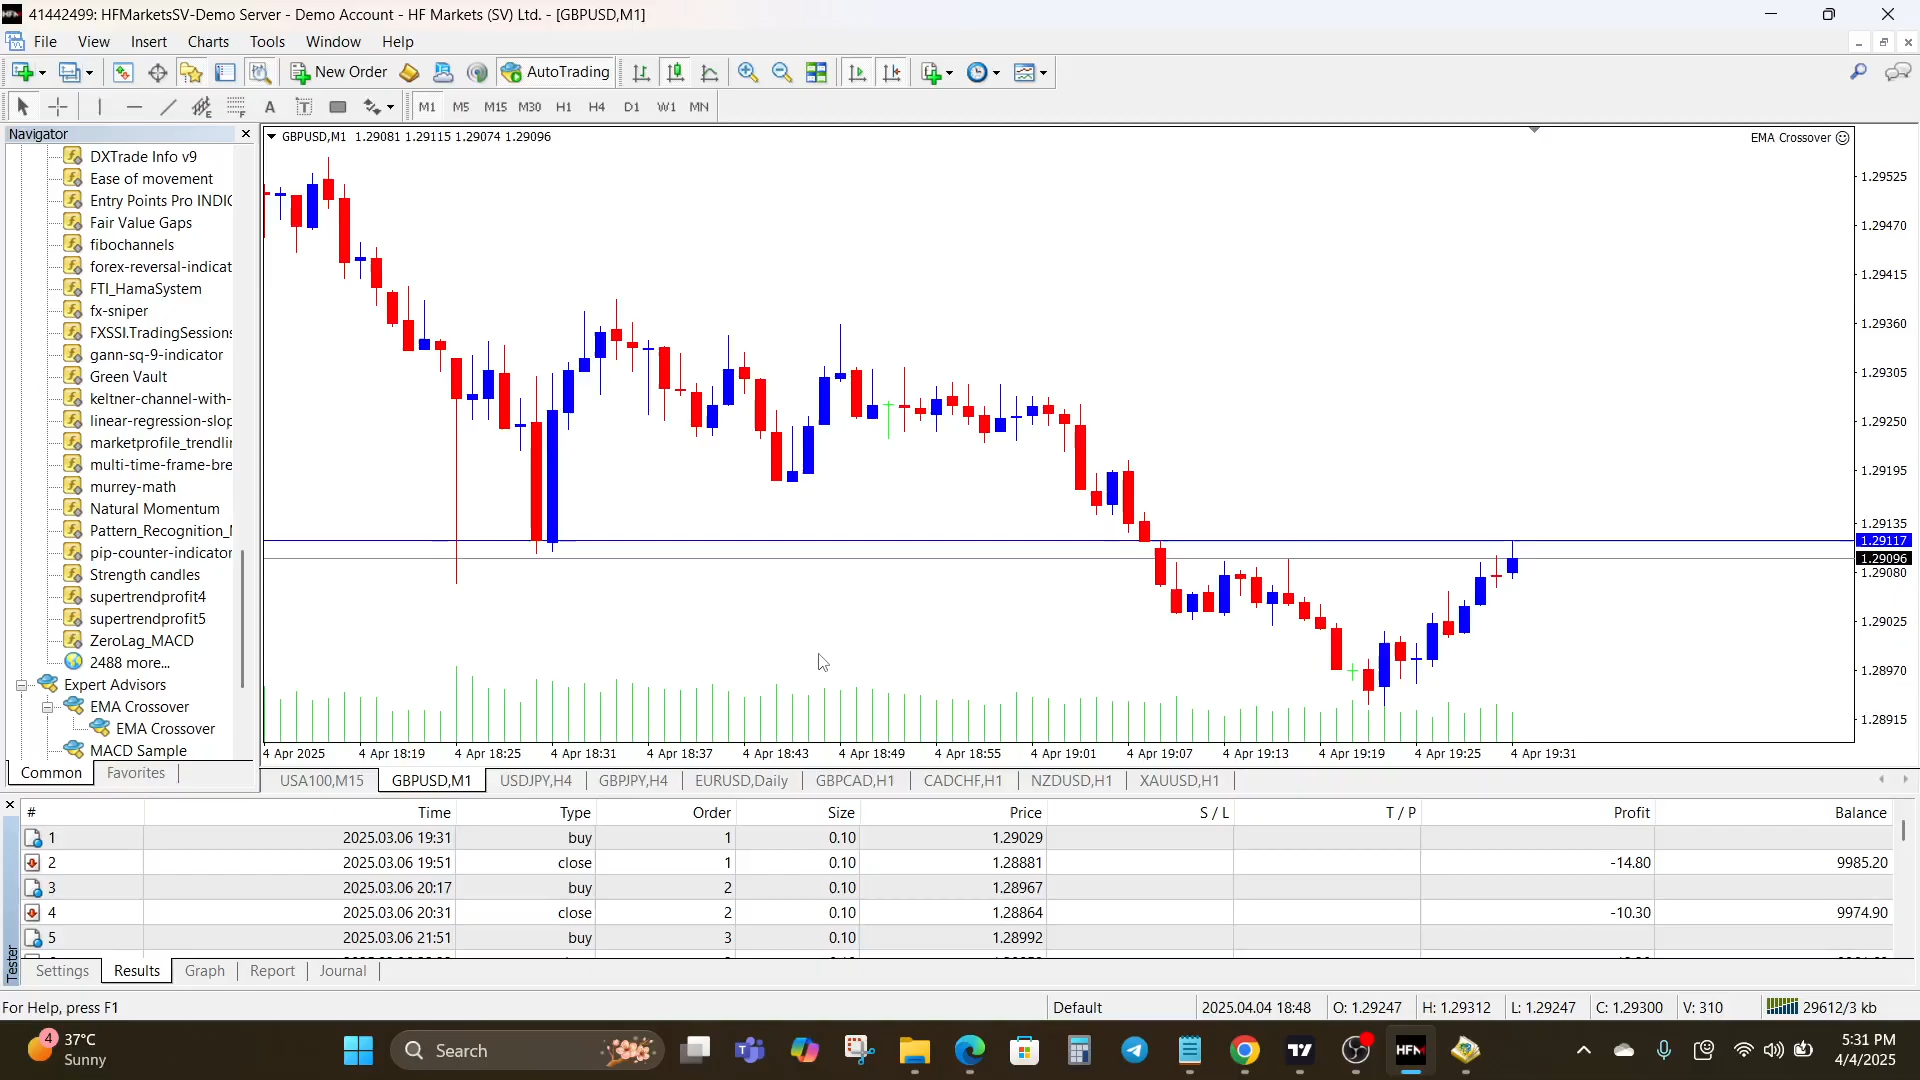 41442499: HFMarketsSV-Demo Server - Demo Account - HF Markets (SV) Ltd. - [GBPUSD,M1]
File View Insert Charts Tools Window Help
New Order AutoTrading
M1 M5 M15 M30 H1 H4 D1 W1 MN
Navigator
DXTrade Info v9
Ease of movement
Entry Points Pro INDIC
Fair Value Gaps
fibochannels
forex-reversal-indicat
FTI_HamaSystem
fx-sniper
FXSSI.TradingSessions
gann-sq-9-indicator
Green Vault
keltner-channel-with-
linear-regression-slop
marketprofile_trendlin
multi-time-frame-bre
murrey-math
Natural Momentum
Pattern_Recognition_
pip-counter-indicator
Strength candles
supertrendprofit4
supertrendprofit5
ZeroLag_MACD
2488 more...
Expert Advisors
EMA Crossover
EMA Crossover
MACD Sample
Common Favorites
GBPUSD,M1 1.29081 1.29115 1.29074 1.29096
EMA Crossover
1.29525
1.29470
1.29415
1.29360
1.29305
1.29250
1.29195
1.29135
1.29117
1.29096
1.29080
1.29025
1.28970
1.28915
4 Apr 2025 4 Apr 18:19 4 Apr 18:25 4 Apr 18:31 4 Apr 18:37 4 Apr 18:43 4 Apr 18:49 4 Apr 18:55 4 Apr 19:01 4 Apr 19:07 4 Apr 19:13 4 Apr 19:19 4 Apr 19:25 4 Apr 19:31
USA100,M15 GBPUSD,M1 USDJPY,H4 GBPJPY,H4 EURUSD,Daily GBPCAD,H1 CADCHF,H1 NZDUSD,H1 XAUUSD,H1
# Time Type Order Size Price S / L T / P Profit Balance
1 2025.03.06 19:31 buy 1 0.10 1.29029
2 2025.03.06 19:51 close 1 0.10 1.28881 -14.80 9985.20
3 2025.03.06 20:17 buy 2 0.10 1.28967
4 2025.03.06 20:31 close 2 0.10 1.28864 -10.30 9974.90
5 2025.03.06 21:51 buy 3 0.10 1.28992
Tester
Settings Results Graph Report Journal
For Help, press F1 Default 2025.04.04 18:48 O: 1.29247 H: 1.29312 L: 1.29247 C: 1.29300 V: 310 29612/3 kb
4
37°C
Sunny
Search
HFM
5:31 PM
4/4/2025